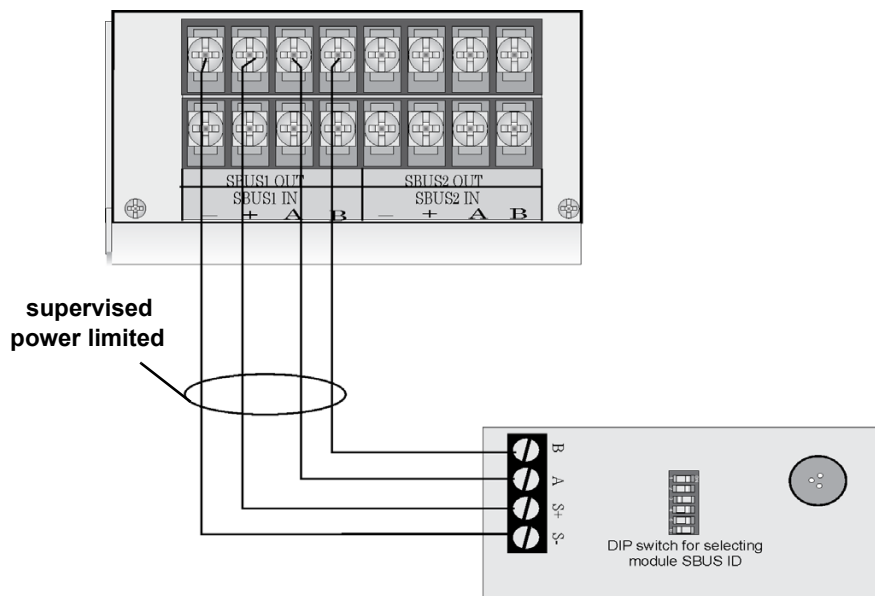 SBUS1 OUT SBUS2 OUT
SBUS1 IN SBUS2 IN
– + A B – + A B
supervised
power limited
B
A
S+
S-
DIP switch for selecting
module SBUS ID